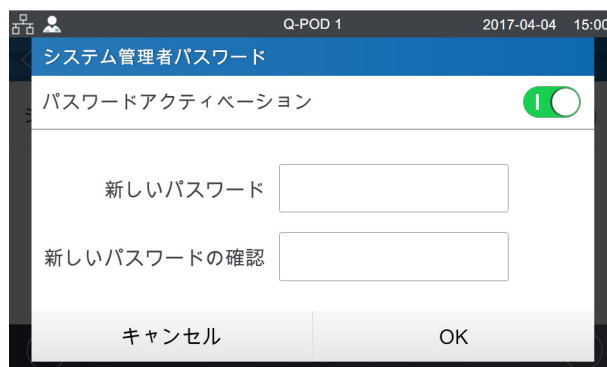 Q-POD 1 2017-04-04 15:00
システム管理者パスワード
パスワードアクティベーション
新しいパスワード
新しいパスワードの確認
キャンセル OK